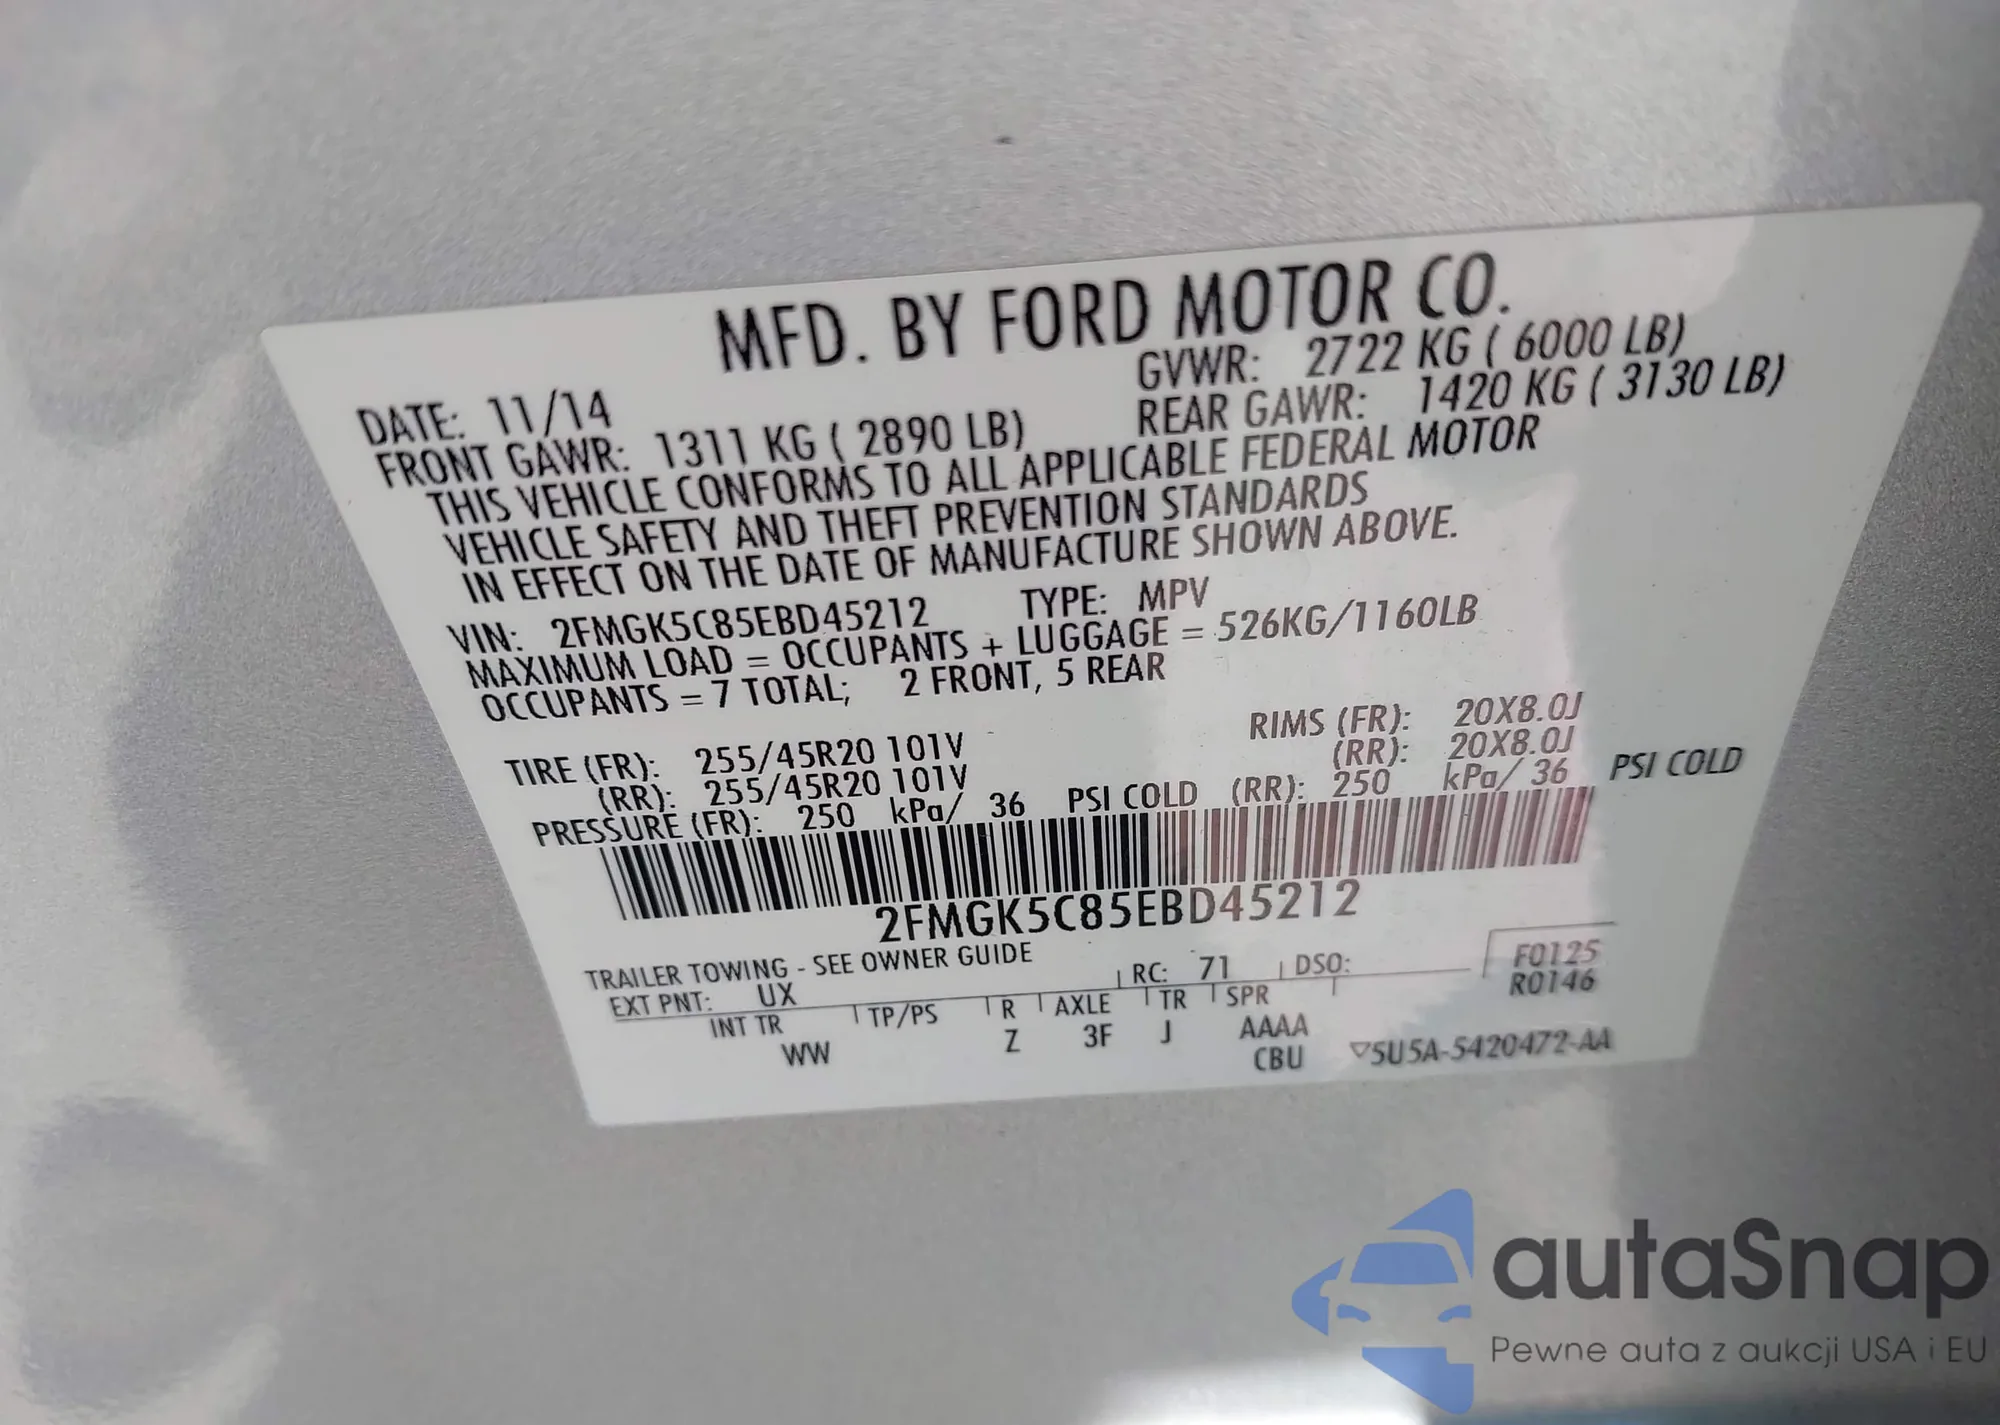 MFD. BY FORD MOTOR CO.
DATE: 11/14 GVWR: 2722 KG ( 6000 LB)
FRONT GAWR: 1311 KG ( 2890 LB) REAR GAWR: 1420 KG ( 3130 LB)
THIS VEHICLE CONFORMS TO ALL APPLICABLE FEDERAL MOTOR
VEHICLE SAFETY AND THEFT PREVENTION STANDARDS
IN EFFECT ON THE DATE OF MANUFACTURE SHOWN ABOVE.
VIN: 2FMGK5C85EBD45212 TYPE: MPV
MAXIMUM LOAD = OCCUPANTS + LUGGAGE = 526KG/1160LB
OCCUPANTS = 7 TOTAL; 2 FRONT, 5 REAR
TIRE (FR): 255/45R20 101V RIMS (FR): 20X8.0J
(RR): 255/45R20 101V (RR): 20X8.0J
PRESSURE (FR): 250 kPa/ 36 PSI COLD (RR): 250 kPa/ 36 PSI COLD
2FMGK5C85EBD45212
TRAILER TOWING - SEE OWNER GUIDE F0125
EXT PNT: UX RC: 71 DSO: R0146
INT TR TP/PS R AXLE TR SPR
WW Z 3F J AAAA
CBU ▽5U5A-5420472-AA
autaSnap
Pewne auta z aukcji USA i EU